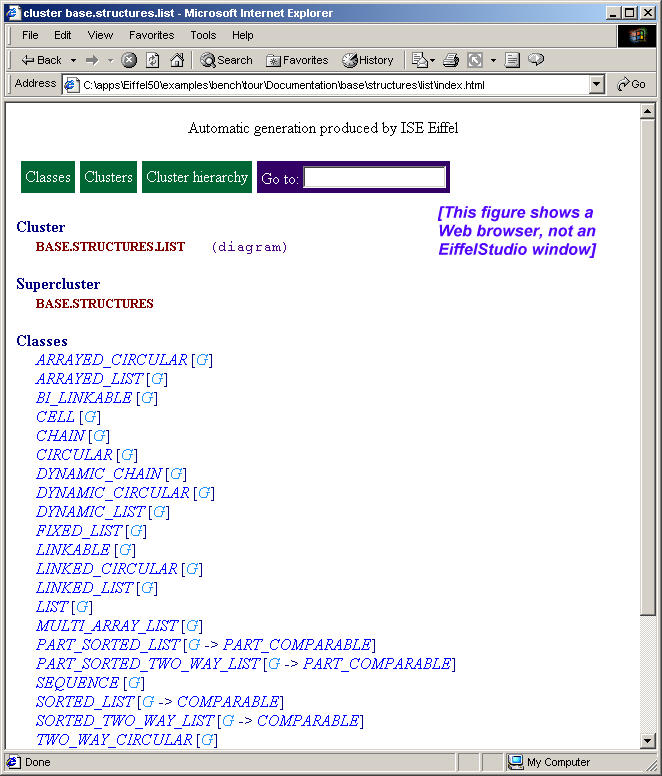 cluster base.structures.list - Microsoft Internet Explorer
File Edit View Favorites Tools Help
Back Search Favorites History
Address C:\apps\Eiffel50\examples\bench\tour\Documentation\base\structures\list\index.html Go
Automatic generation produced by ISE Eiffel
Classes Clusters Cluster hierarchy Go to:
[This figure shows a
Web browser, not an
EiffelStudio window]
Cluster
BASE.STRUCTURES.LIST (diagram)
Supercluster
BASE.STRUCTURES
Classes
ARRAYED_CIRCULAR [G]
ARRAYED_LIST [G]
BI_LINKABLE [G]
CELL [G]
CHAIN [G]
CIRCULAR [G]
DYNAMIC_CHAIN [G]
DYNAMIC_CIRCULAR [G]
DYNAMIC_LIST [G]
FIXED_LIST [G]
LINKABLE [G]
LINKED_CIRCULAR [G]
LINKED_LIST [G]
LIST [G]
MULTI_ARRAY_LIST [G]
PART_SORTED_LIST [G -> PART_COMPARABLE]
PART_SORTED_TWO_WAY_LIST [G -> PART_COMPARABLE]
SEQUENCE [G]
SORTED_LIST [G -> COMPARABLE]
SORTED_TWO_WAY_LIST [G -> COMPARABLE]
TWO_WAY_CIRCULAR [G]
Done My Computer